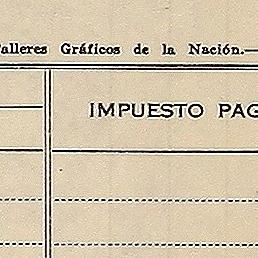 alleres Gráficos de la Nación.—
IMPUESTO PAG